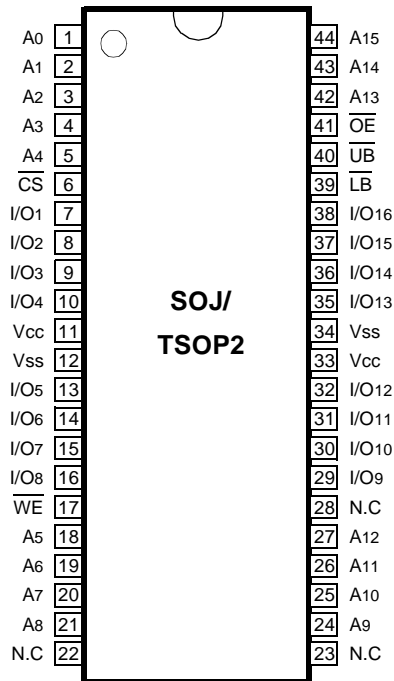 A0 1 44 A15
A1 2 43 A14
A2 3 42 A13
A3 4 41 OE
A4 5 40 UB
CS 6 39 LB
I/O1 7 38 I/O16
I/O2 8 37 I/O15
I/O3 9 36 I/O14
I/O4 10 35 I/O13
Vcc 11 34 Vss
Vss 12 33 Vcc
I/O5 13 32 I/O12
I/O6 14 31 I/O11
I/O7 15 30 I/O10
I/O8 16 29 I/O9
WE 17 28 N.C
A5 18 27 A12
A6 19 26 A11
A7 20 25 A10
A8 21 24 A9
N.C 22 23 N.C
SOJ/
TSOP2